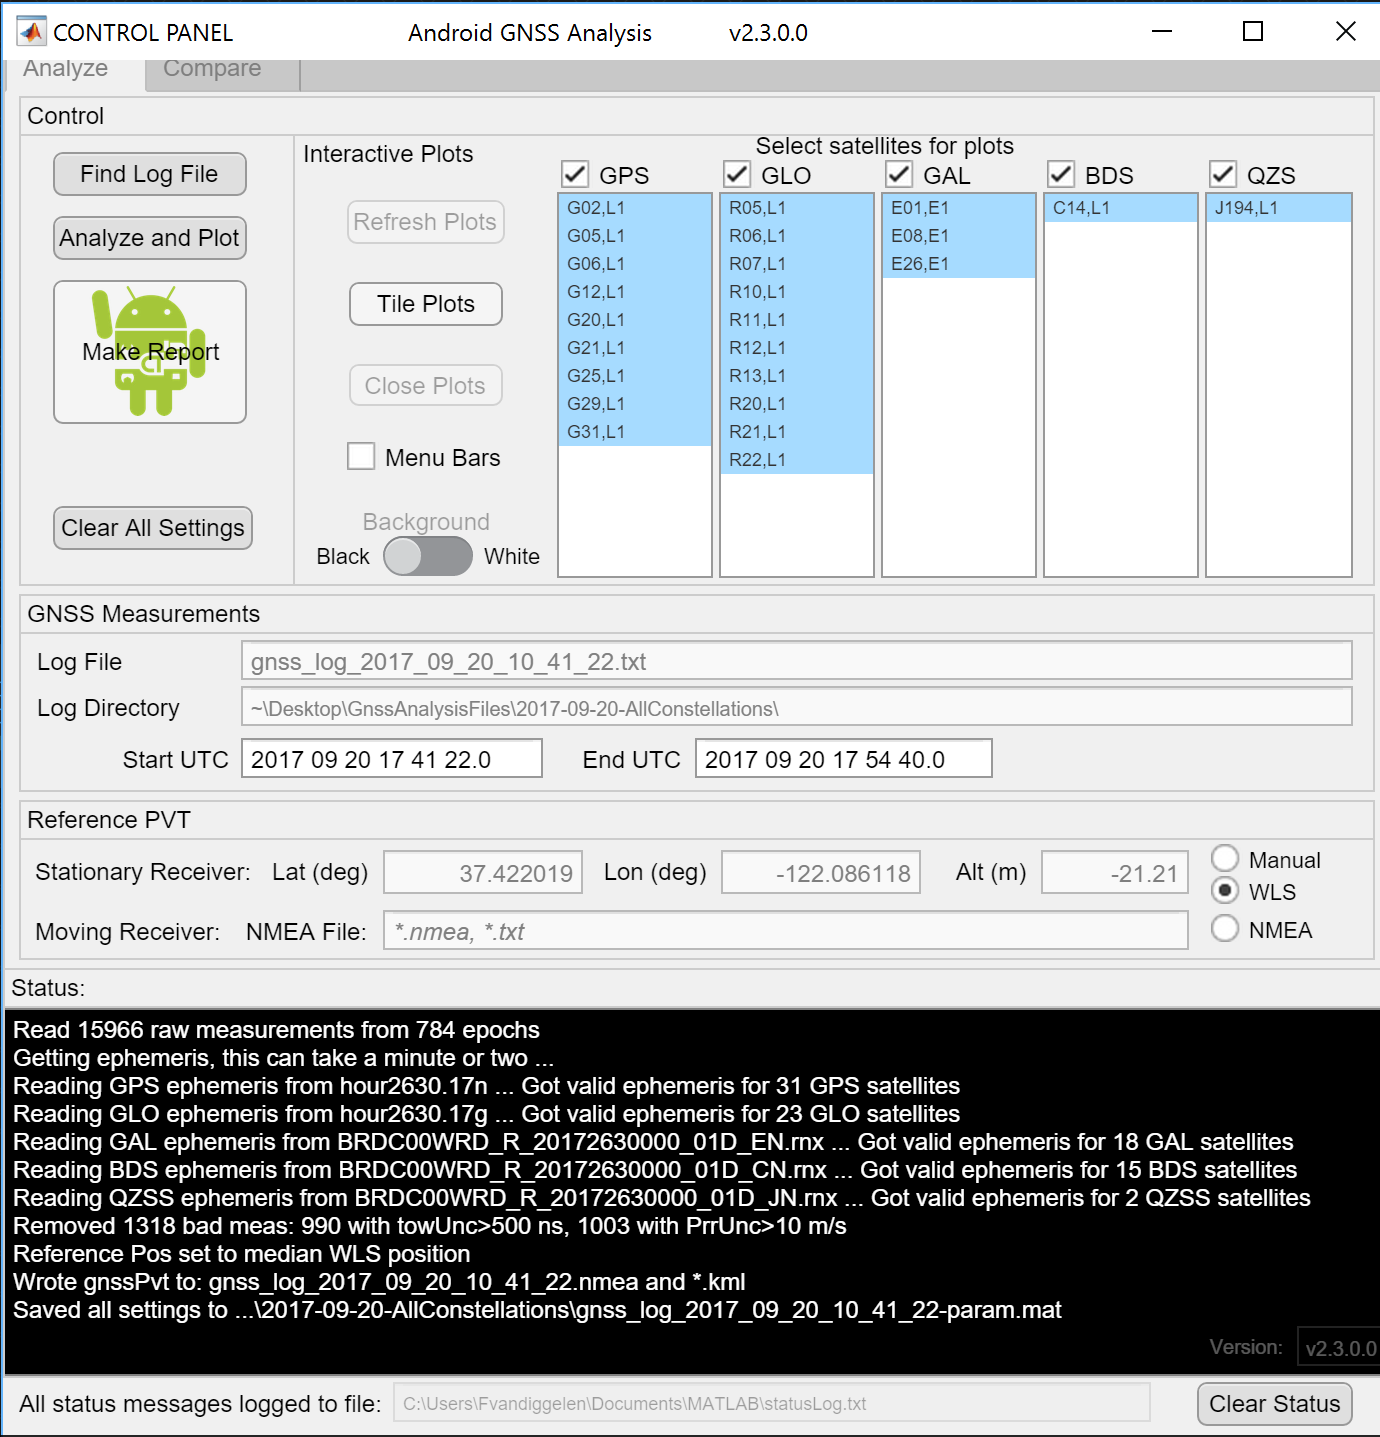 CONTROL PANEL Android GNSS Analysis v2.3.0.0
Analyze Compare
Control
Find Log File
Analyze and Plot
Make Report
Clear All Settings
Interactive Plots
Refresh Plots
Tile Plots
Close Plots
Menu Bars
Background
Black White
Select satellites for plots
GPS GLO GAL BDS QZS
G02,L1 R05,L1 E01,E1 C14,L1 J194,L1
G05,L1 R06,L1 E08,E1
G06,L1 R07,L1 E26,E1
G12,L1 R10,L1
G20,L1 R11,L1
G21,L1 R12,L1
G25,L1 R13,L1
G29,L1 R20,L1
G31,L1 R21,L1
R22,L1
GNSS Measurements
Log File gnss_log_2017_09_20_10_41_22.txt
Log Directory ~\Desktop\GnssAnalysisFiles\2017-09-20-AllConstellations\
Start UTC 2017 09 20 17 41 22.0 End UTC 2017 09 20 17 54 40.0
Reference PVT
Stationary Receiver: Lat (deg) 37.422019 Lon (deg) -122.086118 Alt (m) -21.21
Manual
WLS
Moving Receiver: NMEA File: *.nmea, *.txt NMEA
Status:
Read 15966 raw measurements from 784 epochs
Getting ephemeris, this can take a minute or two ...
Reading GPS ephemeris from hour2630.17n ... Got valid ephemeris for 31 GPS satellites
Reading GLO ephemeris from hour2630.17g ... Got valid ephemeris for 23 GLO satellites
Reading GAL ephemeris from BRDC00WRD_R_20172630000_01D_EN.rnx ... Got valid ephemeris for 18 GAL satellites
Reading BDS ephemeris from BRDC00WRD_R_20172630000_01D_CN.rnx ... Got valid ephemeris for 15 BDS satellites
Reading QZSS ephemeris from BRDC00WRD_R_20172630000_01D_JN.rnx ... Got valid ephemeris for 2 QZSS satellites
Removed 1318 bad meas: 990 with towUnc>500 ns, 1003 with PrrUnc>10 m/s
Reference Pos set to median WLS position
Wrote gnssPvt to: gnss_log_2017_09_20_10_41_22.nmea and *.kml
Saved all settings to ...\2017-09-20-AllConstellations\gnss_log_2017_09_20_10_41_22-param.mat
Version: v2.3.0.0
All status messages logged to file: C:\Users\Fvandiggelen\Documents\MATLAB\statusLog.txt Clear Status